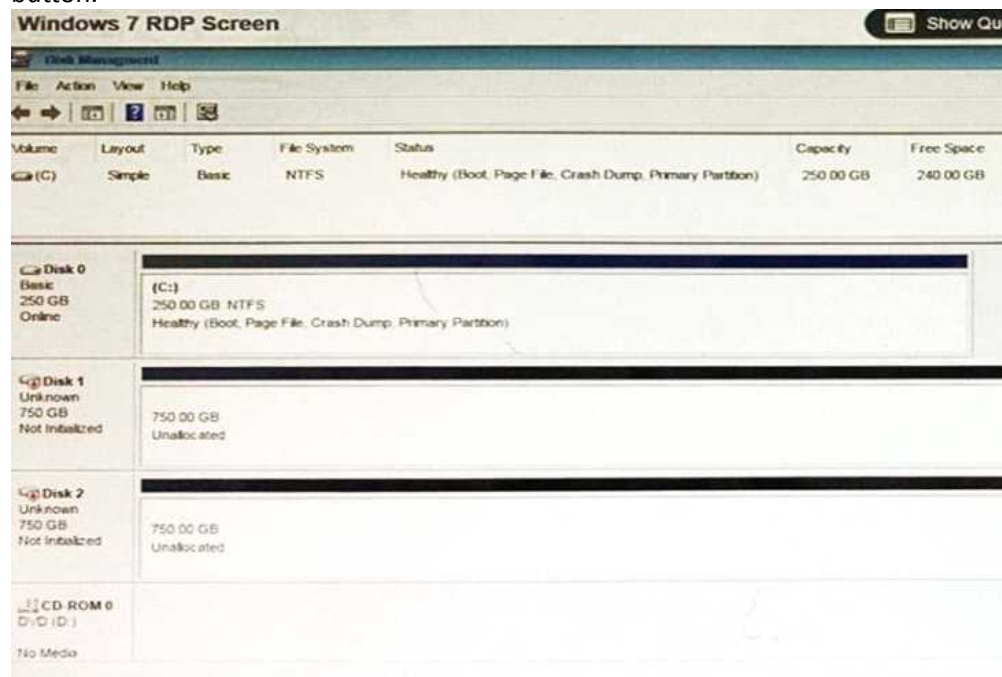 button.
Windows 7 RDP Screen Show Qu
Disk Management
File Action View Help
Volume Layout Type File System Status Capacity Free Space
(C) Simple Basic NTFS Healthy (Boot, Page File, Crash Dump, Primary Partition) 250.00 GB 240.00 GB
Disk 0
Basic
250 GB
Online
(C:)
250.00 GB NTFS
Healthy (Boot, Page File, Crash Dump, Primary Partition)
Disk 1
Unknown
750 GB
Not Initialized
750.00 GB
Unallocated
Disk 2
Unknown
750 GB
Not Initialized
750.00 GB
Unallocated
CD-ROM 0
DVD (D:)
No Media